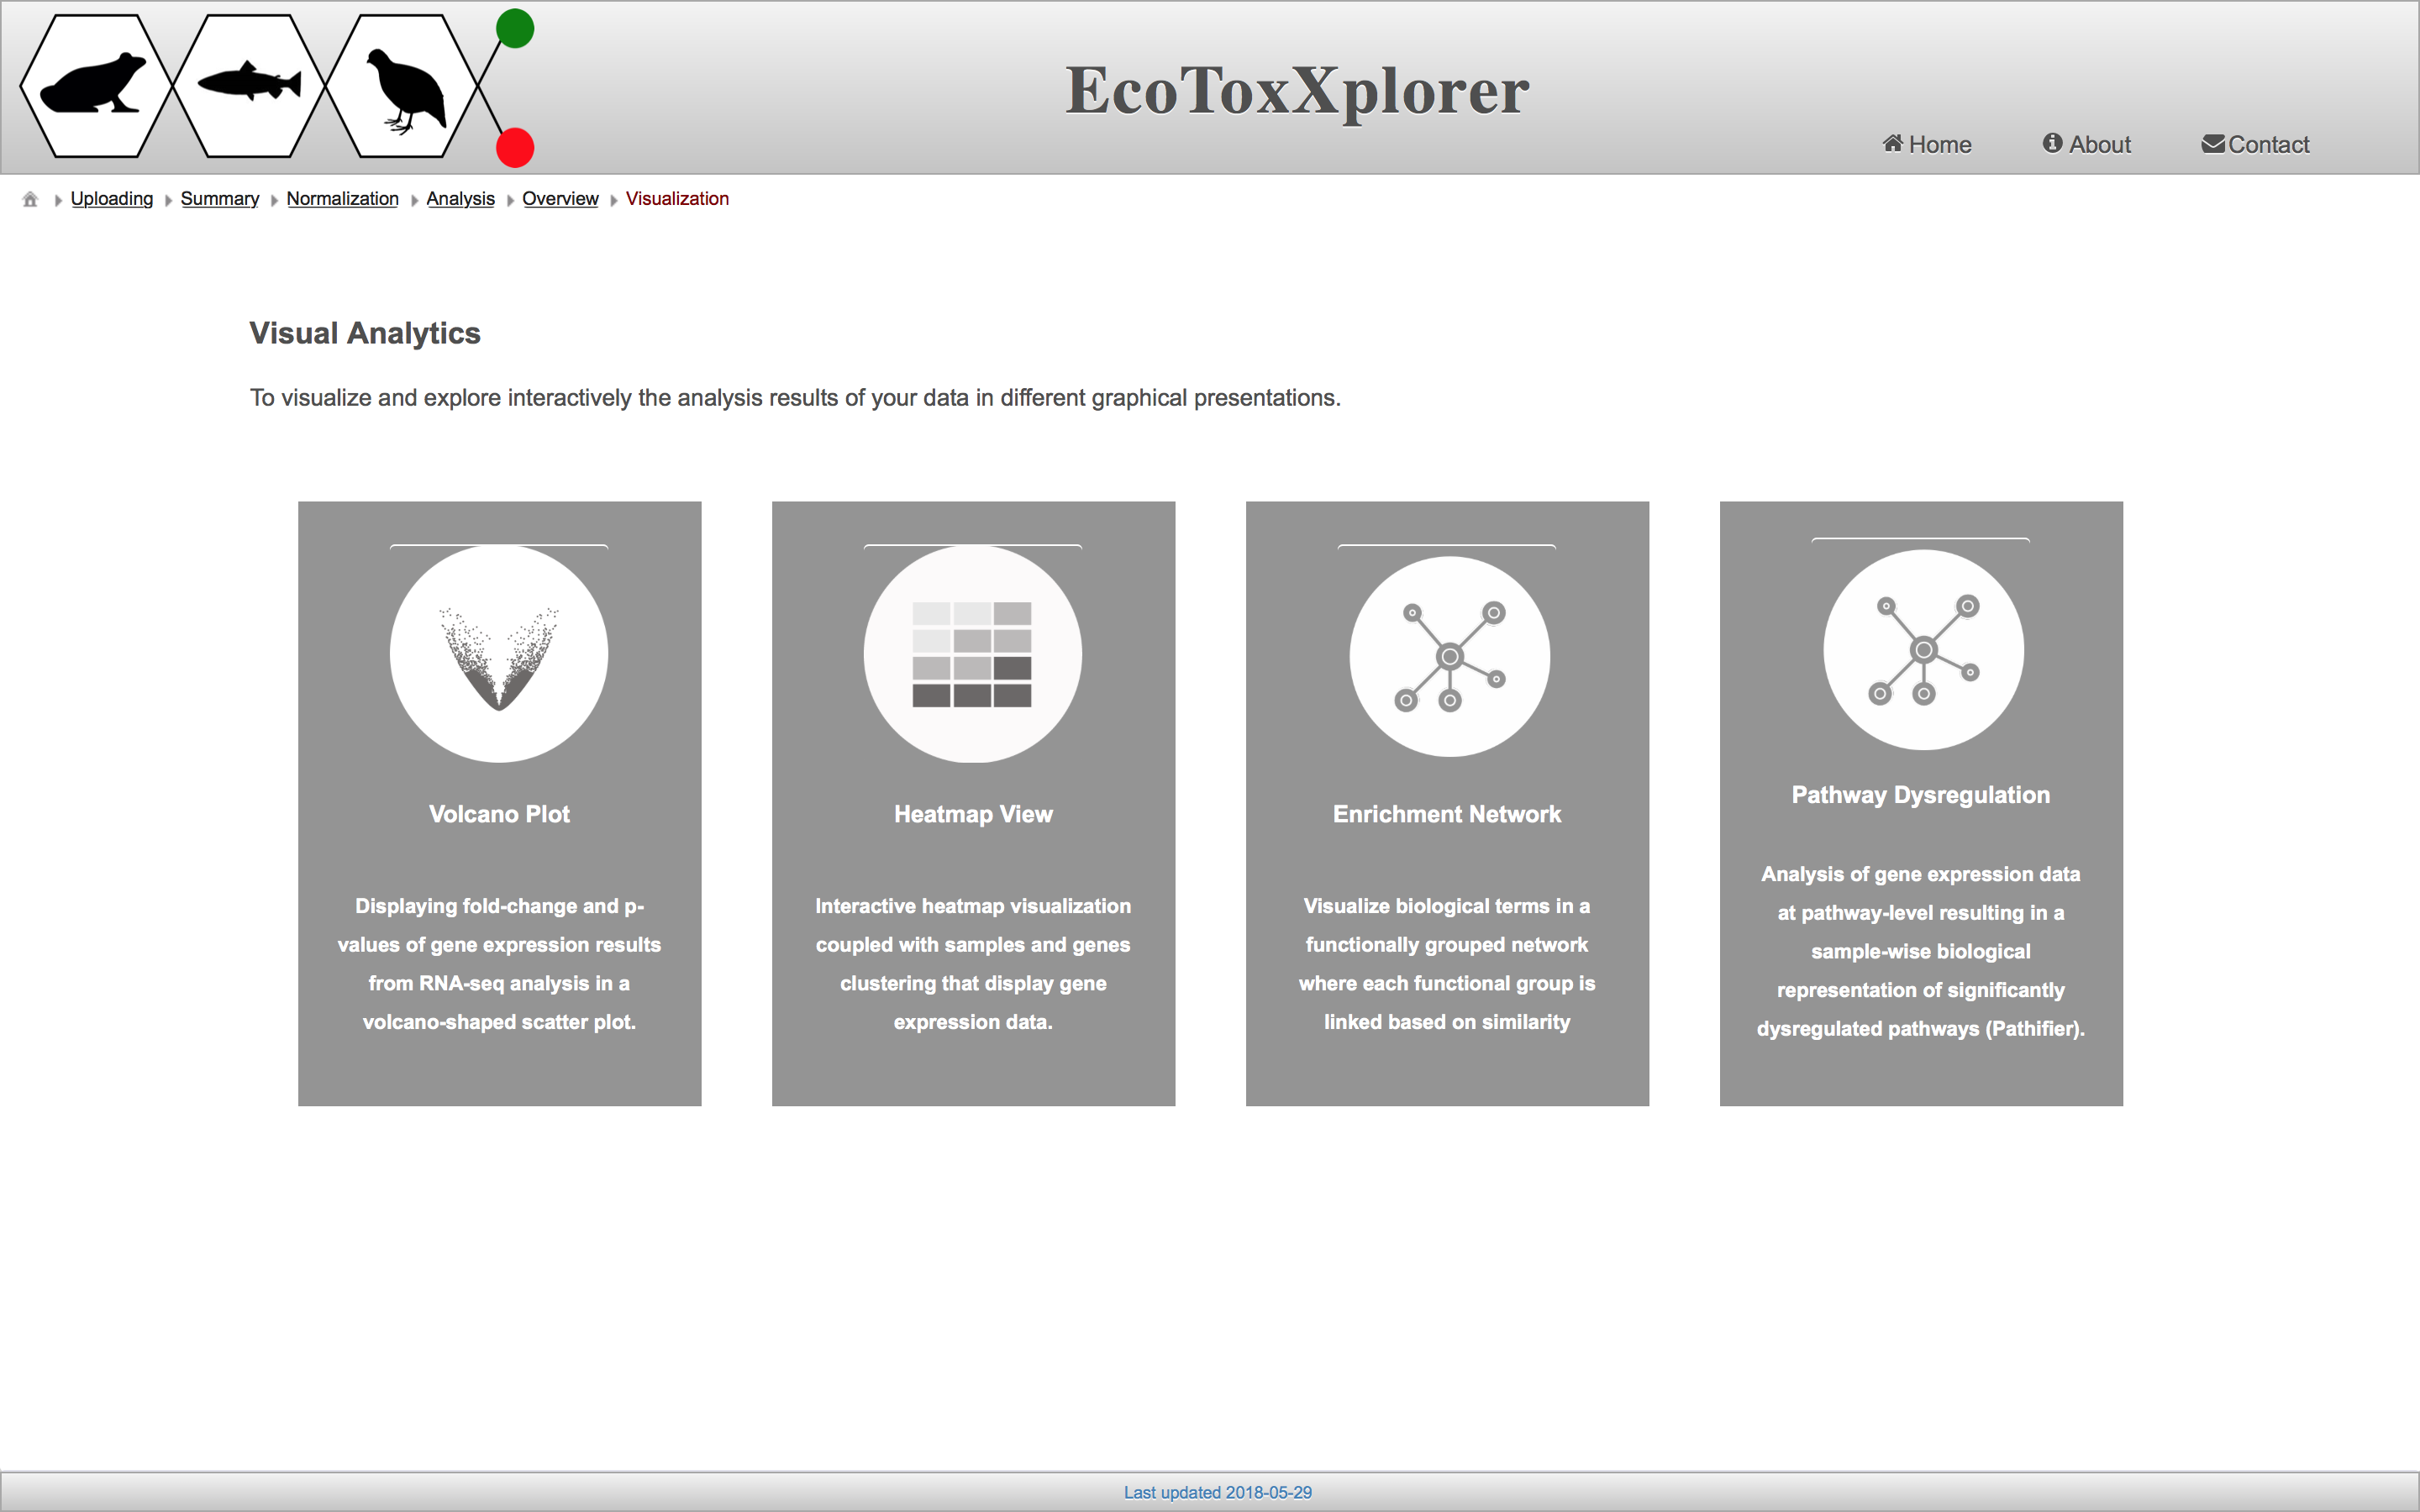 EcoToxXplorer
Home About Contact
Uploading Summary Normalization Analysis Overview Visualization
Visual Analytics
To visualize and explore interactively the analysis results of your data in different graphical presentations.
Volcano Plot
Displaying fold-change and p-
values of gene expression results
from RNA-seq analysis in a
volcano-shaped scatter plot.
Heatmap View
Interactive heatmap visualization
coupled with samples and genes
clustering that display gene
expression data.
Enrichment Network
Visualize biological terms in a
functionally grouped network
where each functional group is
linked based on similarity
Pathway Dysregulation
Analysis of gene expression data
at pathway-level resulting in a
sample-wise biological
representation of significantly
dysregulated pathways (Pathifier).
Last updated 2018-05-29